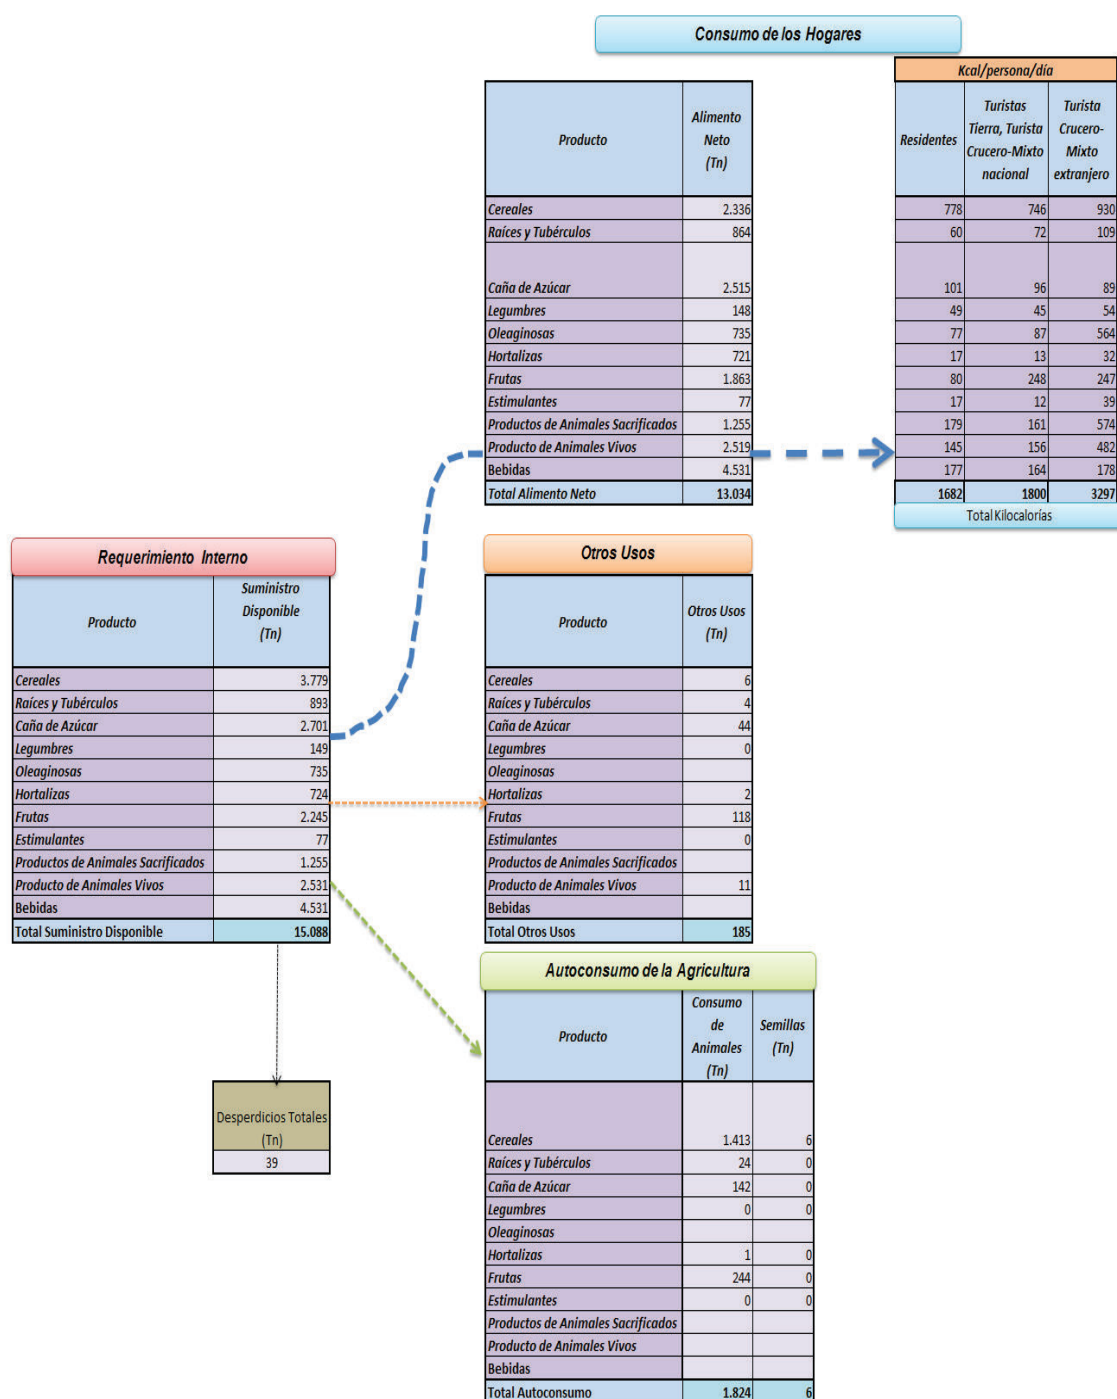 Consumo de los Hogares
Kcal/persona/día
Producto Alimento Neto (Tn) Residentes Turistas Tierra, Turista Crucero-Mixto nacional Turista Crucero-Mixto extranjero
Cereales 2.336 778 746 930
Raíces y Tubérculos 864 60 72 109
Caña de Azúcar 2.515 101 96 89
Legumbres 148 49 45 54
Oleaginosas 735 77 87 564
Hortalizas 721 17 13 32
Frutas 1.863 80 248 247
Estimulantes 77 17 12 39
Productos de Animales Sacrificados 1.255 179 161 574
Producto de Animales Vivos 2.519 145 156 482
Bebidas 4.531 177 164 178
Total Alimento Neto 13.034 1682 1800 3297
Total Kilocalorías
Requerimiento Interno
Producto Suministro Disponible (Tn)
Cereales 3.779
Raíces y Tubérculos 893
Caña de Azúcar 2.701
Legumbres 149
Oleaginosas 735
Hortalizas 724
Frutas 2.245
Estimulantes 77
Productos de Animales Sacrificados 1.255
Producto de Animales Vivos 2.531
Bebidas 4.531
Total Suministro Disponible 15.088
Otros Usos
Producto Otros Usos (Tn)
Cereales 6
Raíces y Tubérculos 4
Caña de Azúcar 44
Legumbres 0
Oleaginosas
Hortalizas 2
Frutas 118
Estimulantes 0
Productos de Animales Sacrificados
Producto de Animales Vivos 11
Bebidas
Total Otros Usos 185
Desperdicios Totales
(Tn)
39
Autoconsumo de la Agricultura
Producto Consumo de Animales (Tn) Semillas (Tn)
Cereales 1.413 6
Raíces y Tubérculos 24 0
Caña de Azúcar 142 0
Legumbres 0 0
Oleaginosas
Hortalizas 1 0
Frutas 244 0
Estimulantes 0 0
Productos de Animales Sacrificados
Producto de Animales Vivos
Bebidas
Total Autoconsumo 1.824 6